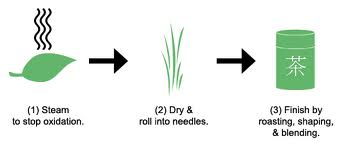 茶
(1) Steam
to stop oxidation.
(2) Dry &
roll into needles.
(3) Finish by
roasting, shaping,
& blending.